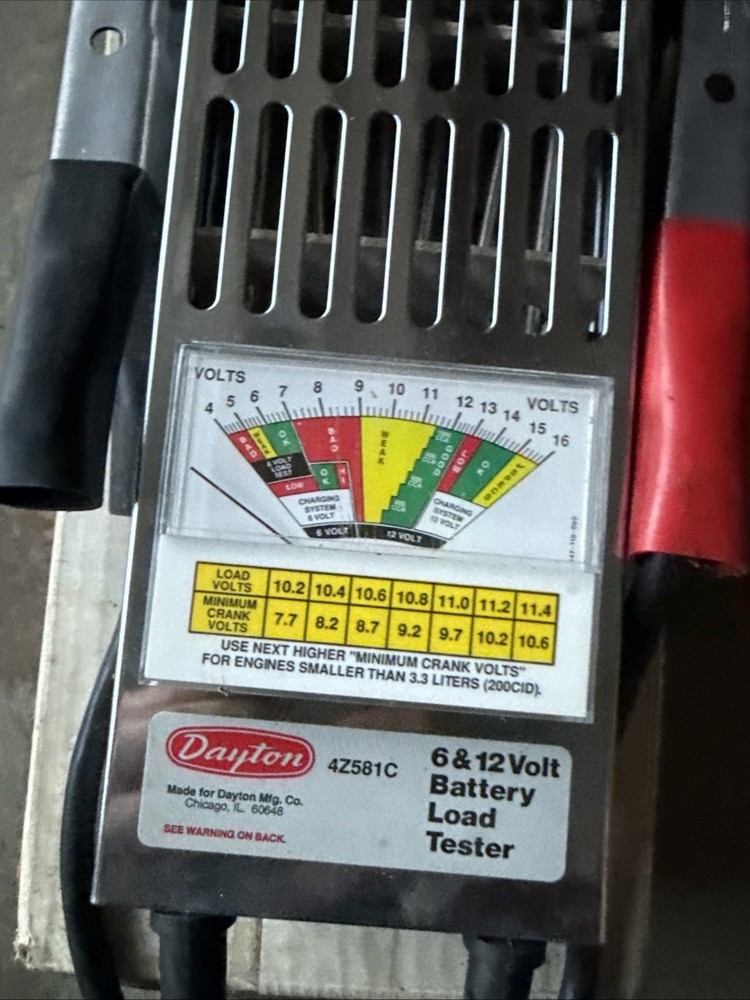 VOLTS
VOLTS
4 5 6 7 8 9 10 11 12 13 14 15 16
BAD
WEAK
OK
BAD
WEAK
GOOD
LOW
OK
6 VOLT
LOAD
TEST
OK
HI
LOW
CHARGING
SYSTEM
6 VOLT
CHARGING
SYSTEM
12 VOLT
6 VOLT
12 VOLT
LOAD VOLTS 10.2 10.4 10.6 10.8 11.0 11.2 11.4
MINIMUM CRANK VOLTS 7.7 8.2 8.7 9.2 9.7 10.2 10.6
USE NEXT HIGHER "MINIMUM CRANK VOLTS"
FOR ENGINES SMALLER THAN 3.3 LITERS (200CID).
Dayton
4Z581C
Made for Dayton Mfg. Co.
Chicago, IL. 60648
SEE WARNING ON BACK.
6 & 12 Volt
Battery
Load
Tester